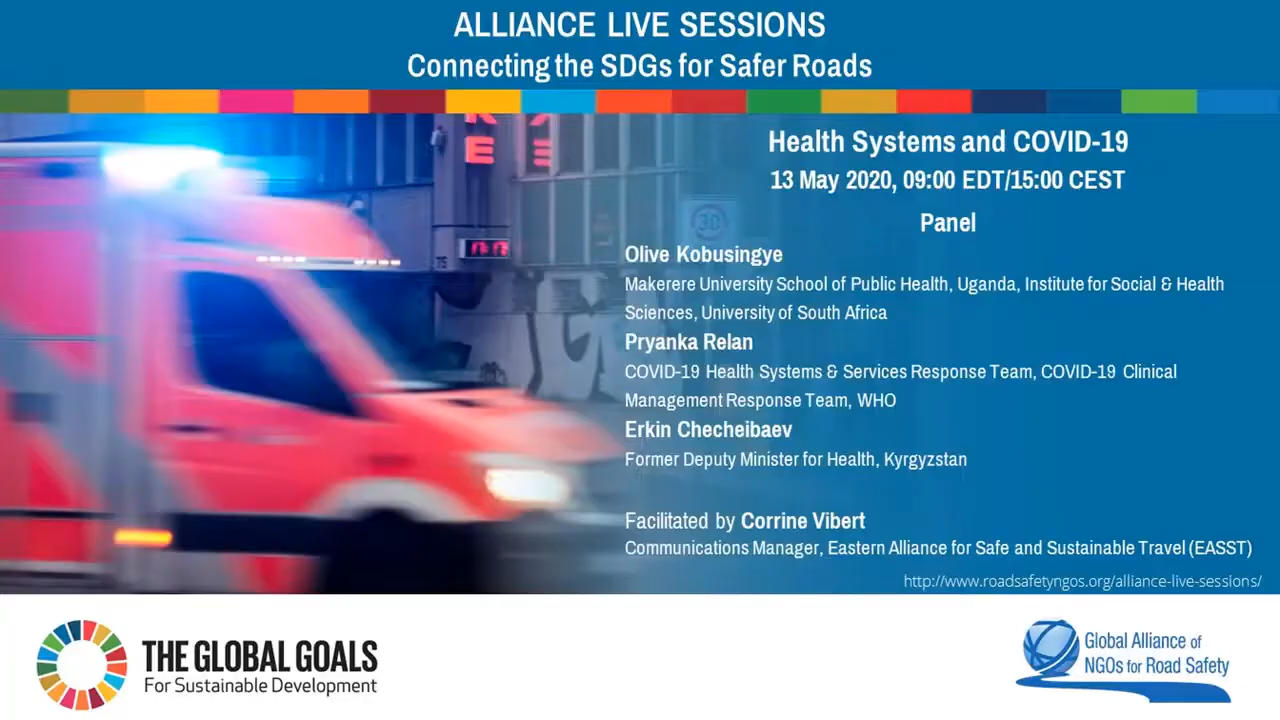 ALLIANCE LIVE SESSIONS
Connecting the SDGs for Safer Roads
Health Systems and COVID-19
13 May 2020, 09:00 EDT/15:00 CEST
Panel
Olive Kobusingye
Makerere University School of Public Health, Uganda, Institute for Social & Health
Sciences, University of South Africa
Pryanka Relan
COVID-19 Health Systems & Services Response Team, COVID-19 Clinical
Management Response Team, WHO
Erkin Checheibaev
Former Deputy Minister for Health, Kyrgyzstan
Facilitated by Corrine Vibert
Communications Manager, Eastern Alliance for Safe and Sustainable Travel (EASST)
http://www.roadsafetyngos.org/alliance-live-sessions/
30
75
THE GLOBAL GOALS
For Sustainable Development
Global Alliance of
NGOs for Road Safety